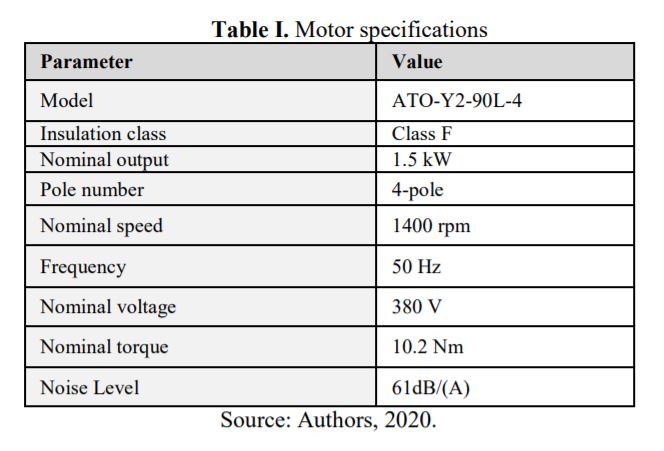 Table I. Motor specifications
Parameter Value
Model ATO-Y2-90L-4
Insulation class Class F
Nominal output 1.5 kW
Pole number 4-pole
Nominal speed 1400 rpm
Frequency 50 Hz
Nominal voltage 380 V
Nominal torque 10.2 Nm
Noise Level 61dB/(A)
Source: Authors, 2020.